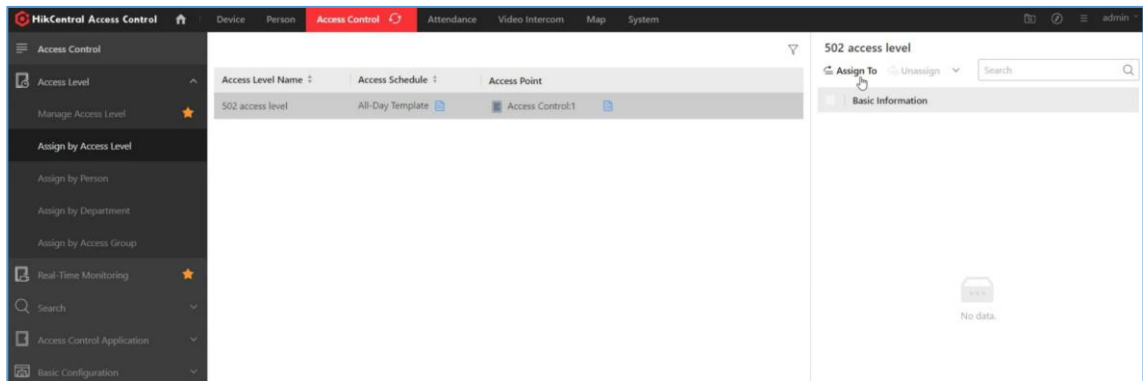 HikCentral Access Control Device Person Access Control Attendance Video Intercom Map System admin
Access Control
Access Level
Manage Access Level
Assign by Access Level
Assign by Person
Assign by Department
Assign by Access Group
Real-Time Monitoring
Search
Access Control Application
Basic Configuration
Access Level Name Access Schedule Access Point
502 access level All-Day Template Access Control:1
502 access level
Assign To Unassign Search
Basic Information
No data.